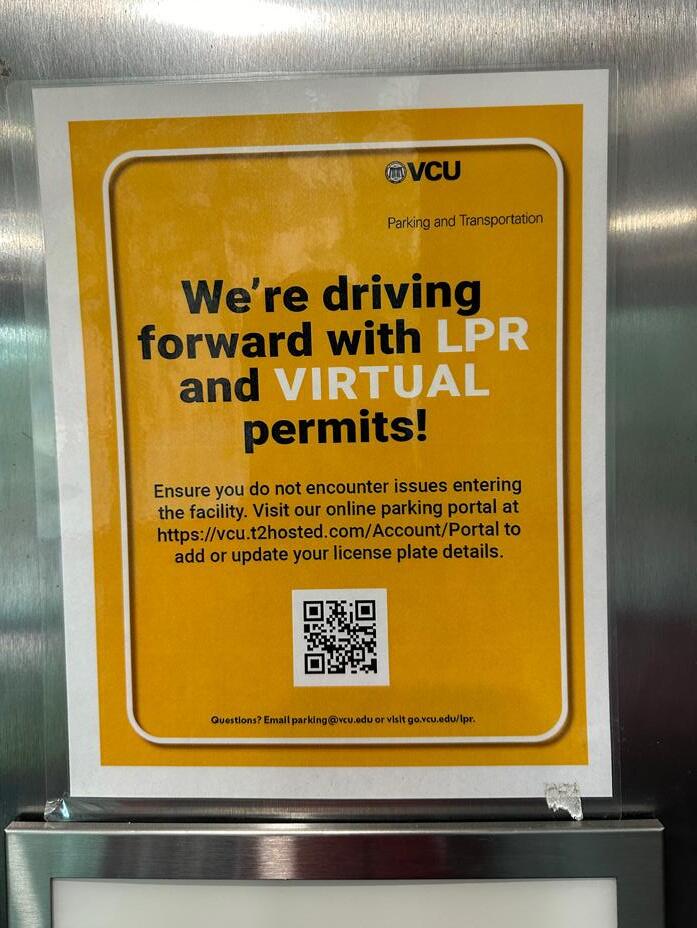 VCU
Parking and Transportation
We're driving
forward with LPR
and VIRTUAL
permits!
Ensure you do not encounter issues entering
the facility. Visit our online parking portal at
https://vcu.t2hosted.com/Account/Portal to
add or update your license plate details.
Questions? Email parking@vcu.edu or visit go.vcu.edu/lpr.